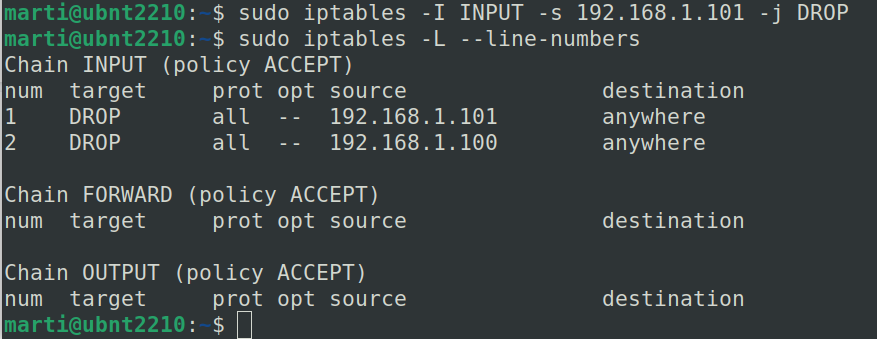 marti@ubnt2210:~$ sudo iptables -I INPUT -s 192.168.1.101 -j DROP
marti@ubnt2210:~$ sudo iptables -L --line-numbers
Chain INPUT (policy ACCEPT)
num  target     prot opt source               destination
1    DROP       all  --  192.168.1.101        anywhere
2    DROP       all  --  192.168.1.100        anywhere
Chain FORWARD (policy ACCEPT)
num  target     prot opt source               destination
Chain OUTPUT (policy ACCEPT)
num  target     prot opt source               destination
marti@ubnt2210:~$